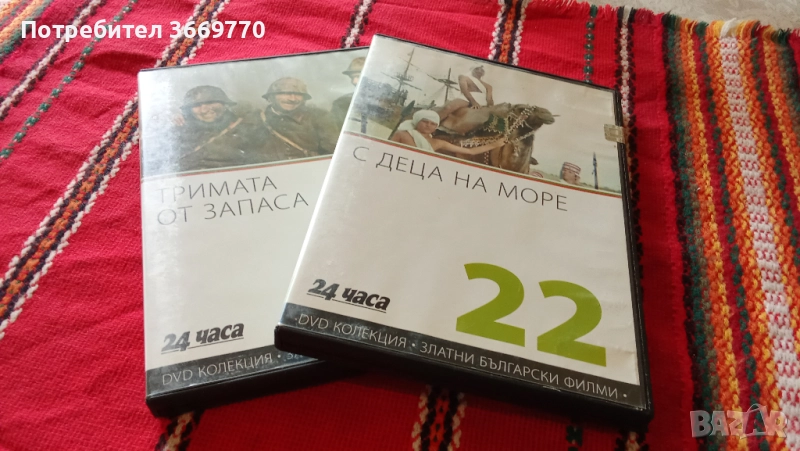 Потребител 3669770
ТРИМАТА
ОТ ЗАПАСА
24 часа
DVD КОЛЕКЦИЯ •
С ДЕЦА НА МОРЕ
22
24 часа
·DVD КОЛЕКЦИЯ • ЗЛАТНИ БЪЛГАРСКИ ФИЛМИ •
BAZAR